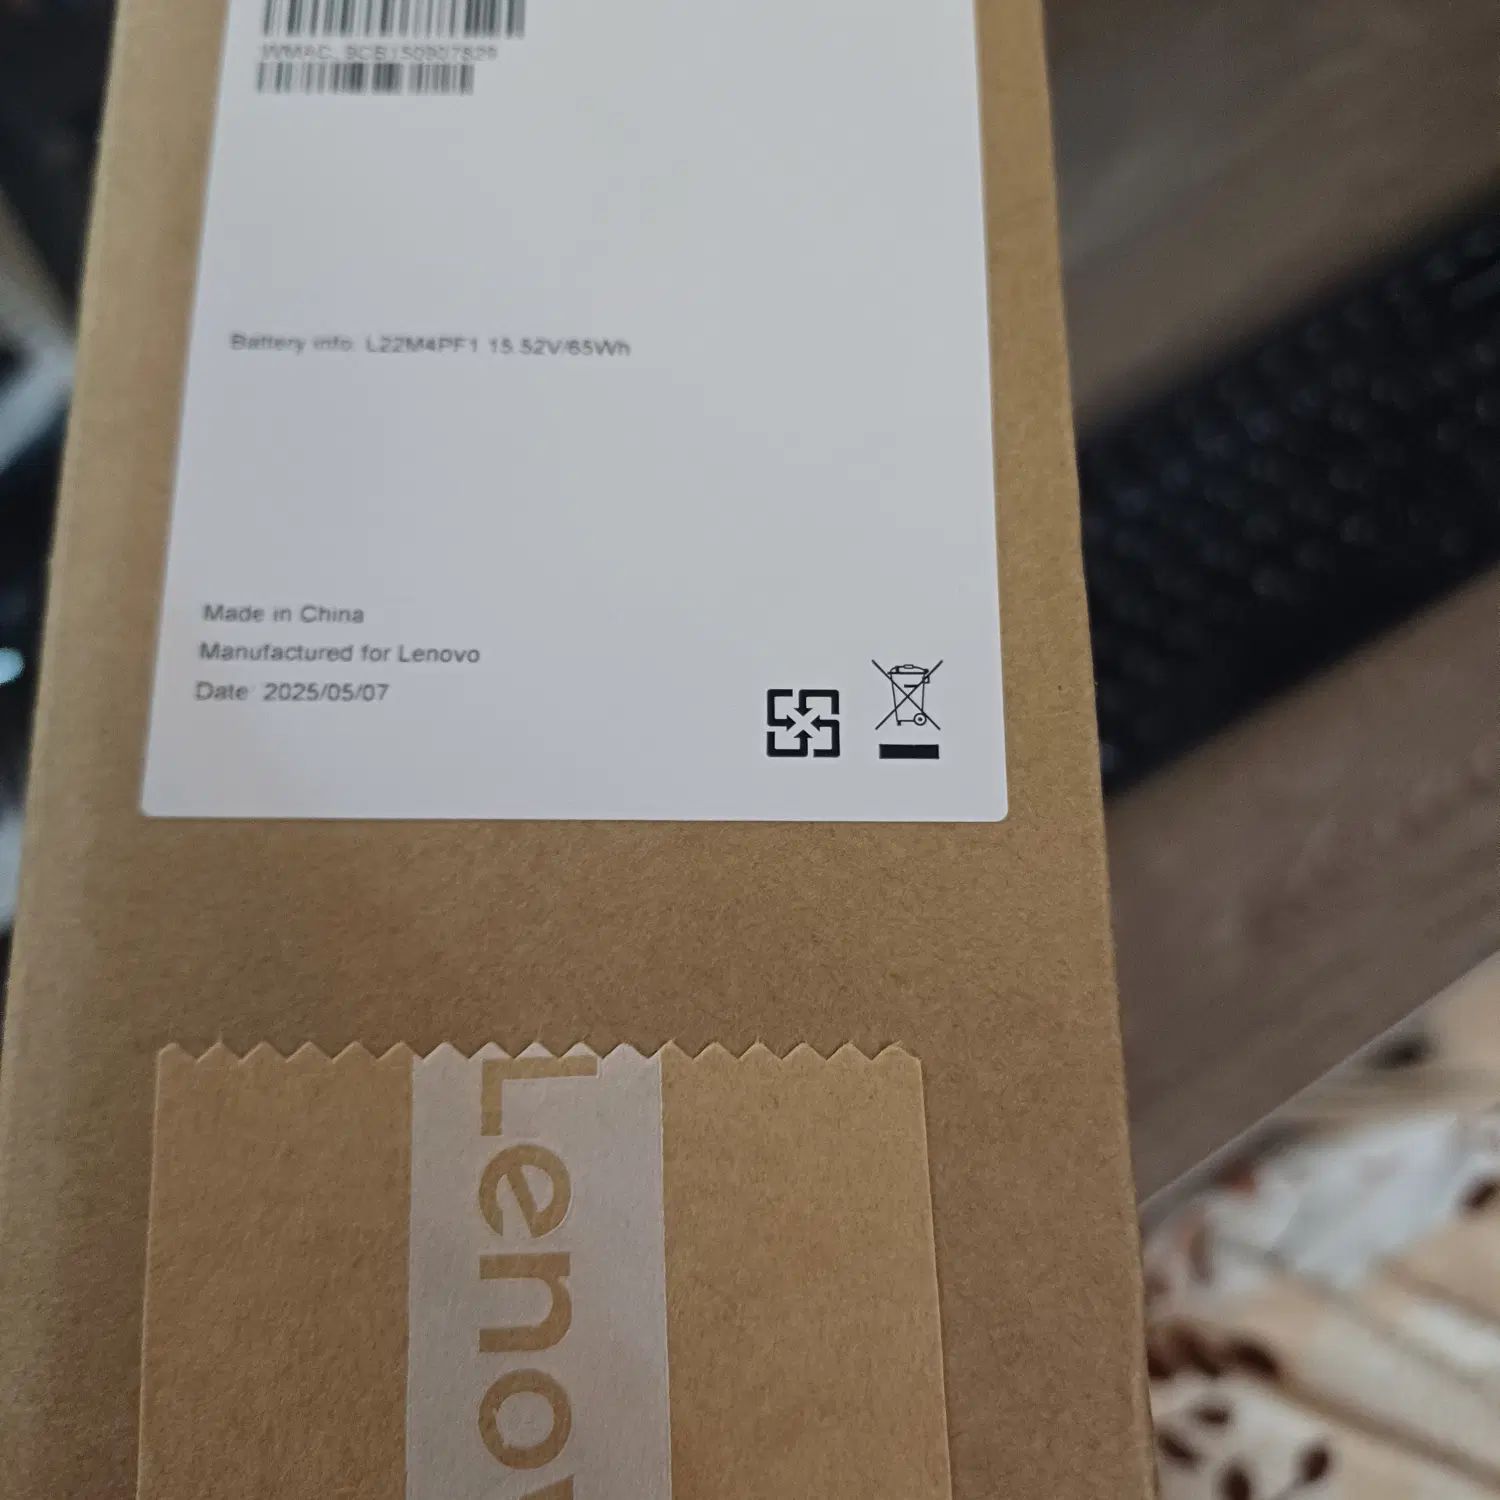 Battery info: L22M4PF1 15.52V/65Wh
Made in China
Manufactured for Lenovo
Date: 2025/05/07
Leno